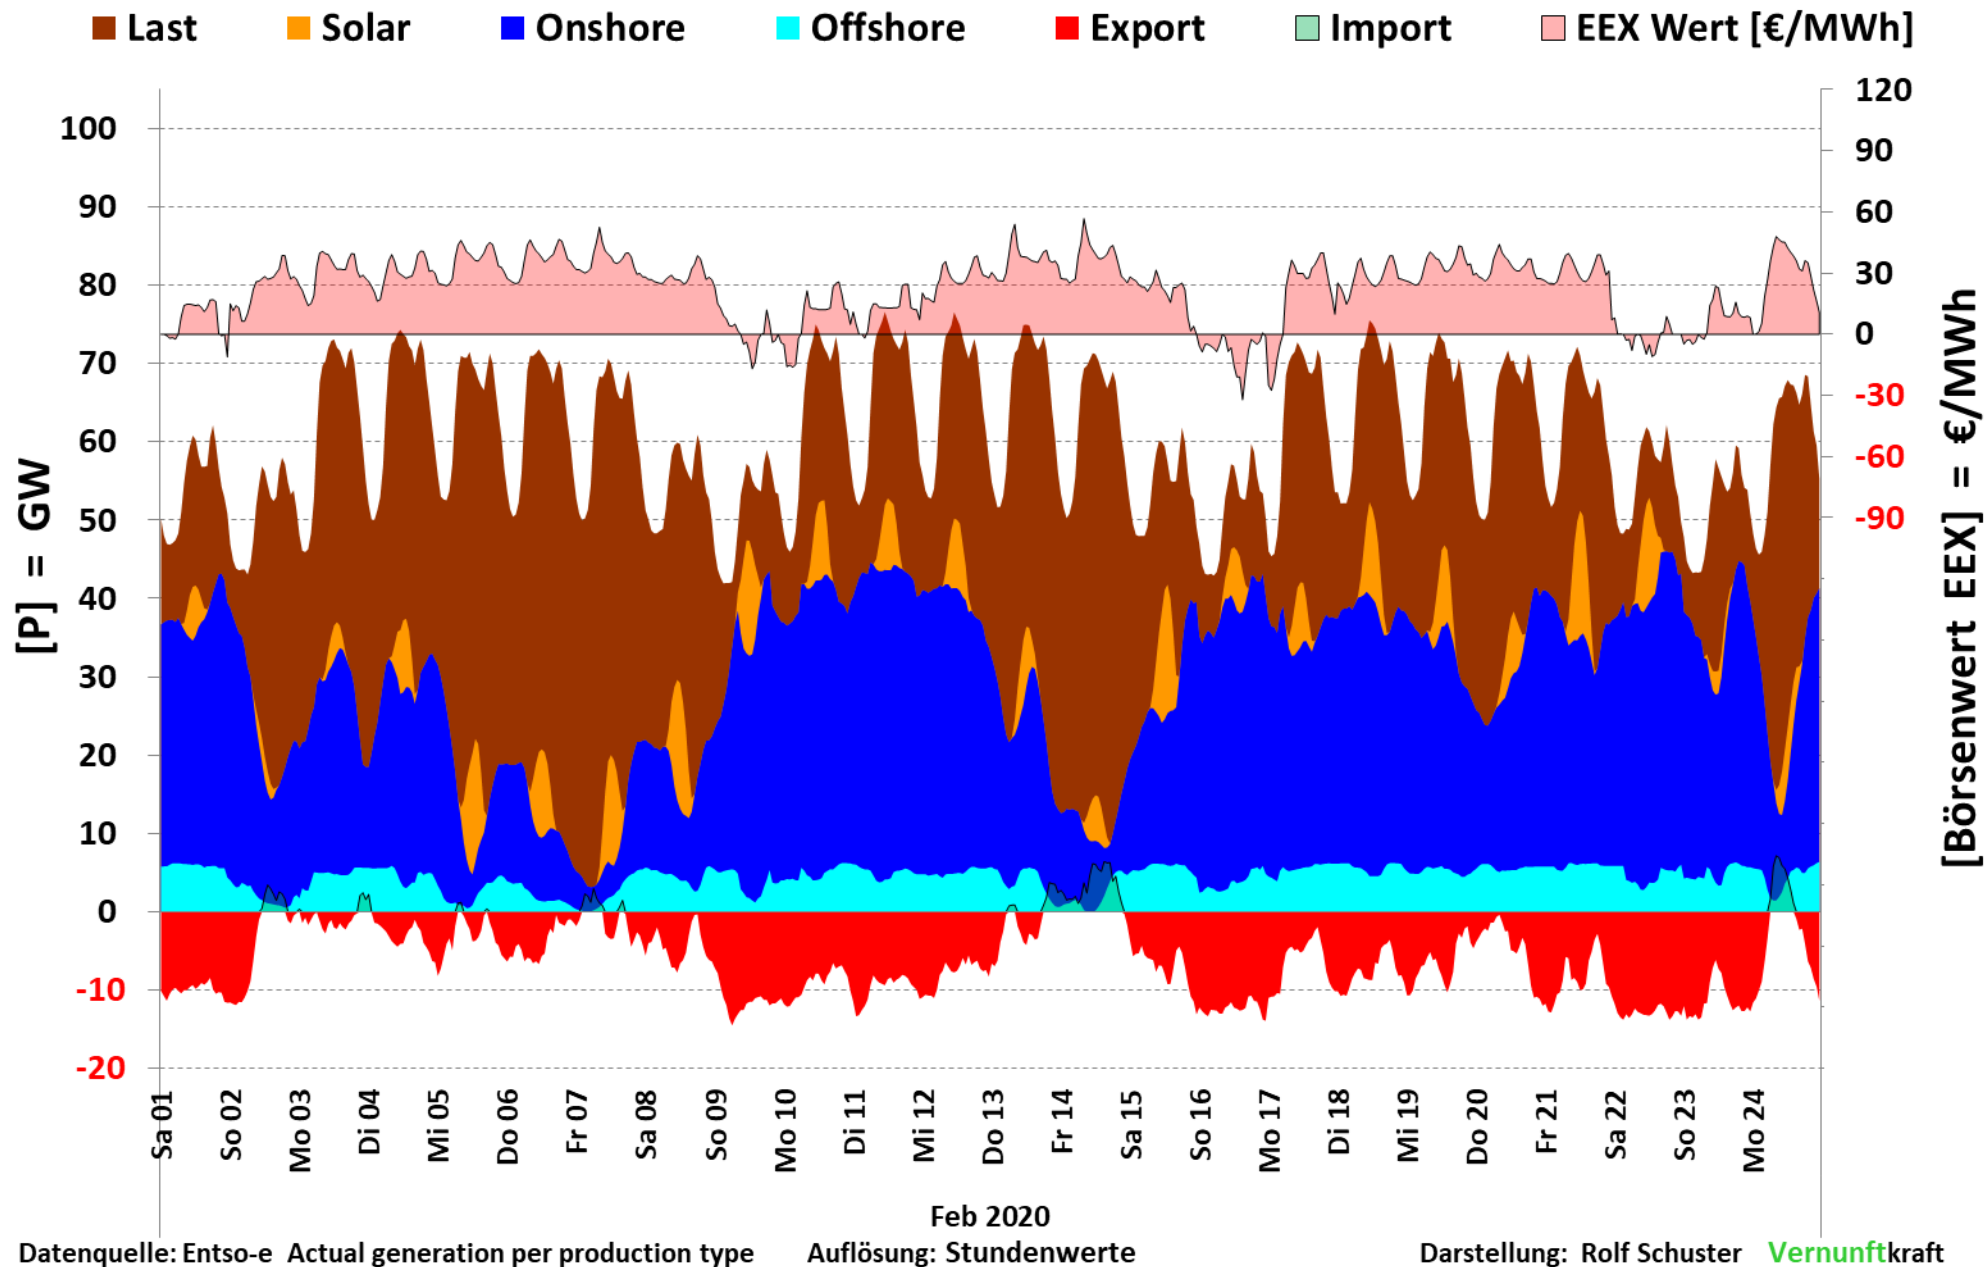 Last Solar Onshore Offshore Export Import EEX Wert [€/MWh]
120
100
90
90
60
80
30
70
0
60
-30
50
-60
40
-90
30
20
10
0
-10
-20
[P] = GW
[Börsenwert EEX] = €/MWh
Sa 01
So 02
Mo 03
Di 04
Mi 05
Do 06
Fr 07
Sa 08
So 09
Mo 10
Di 11
Mi 12
Do 13
Fr 14
Sa 15
So 16
Mo 17
Di 18
Mi 19
Do 20
Fr 21
Sa 22
So 23
Mo 24
Feb 2020
Datenquelle: Entso-e Actual generation per production type Auflösung: Stundenwerte Darstellung: Rolf Schuster Vernunftkraft